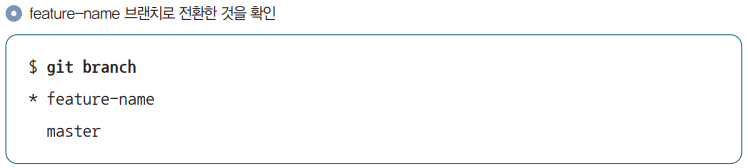 feature-name 브랜치로 전환한 것을 확인
$ git branch
* feature-name
master